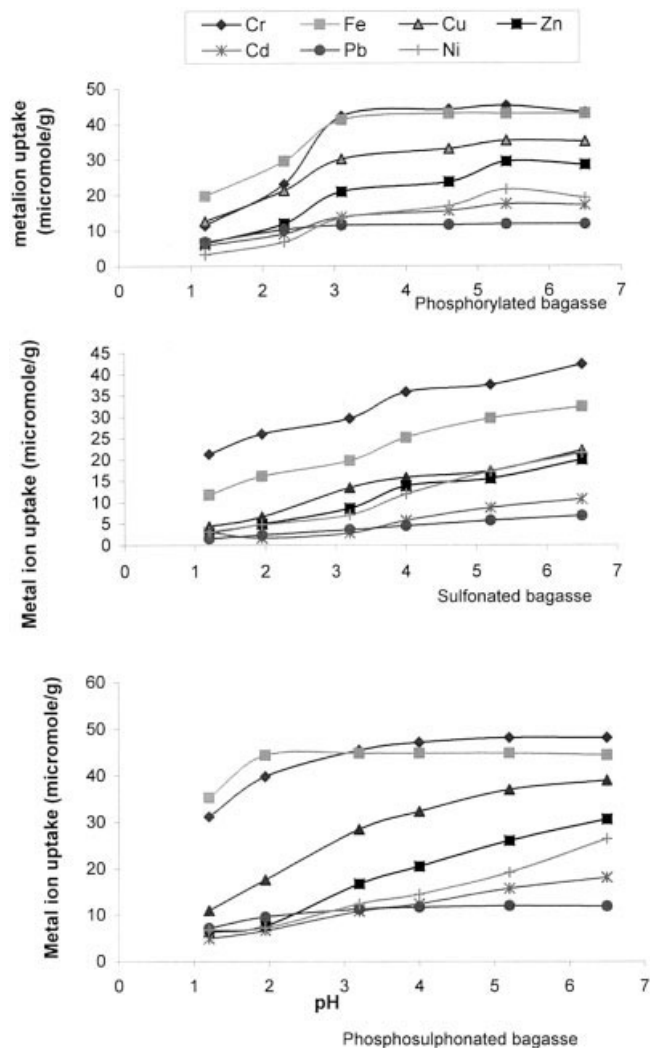 Cr Fe Cu Zn
Cd Pb Ni
metalion uptake
(micromole/g)
50
40
30
20
10
0
0 1 2 3 4 5 6 7
Phosphorylated bagasse
Metal ion uptake (micromole/g)
45
40
35
30
25
20
15
10
5
0
0 1 2 3 4 5 6 7
Sulfonated bagasse
Metal ion uptake (micromole/g)
60
50
40
30
20
10
0
0 1 2 3 4 5 6 7
pH
Phosphosulphonated bagasse